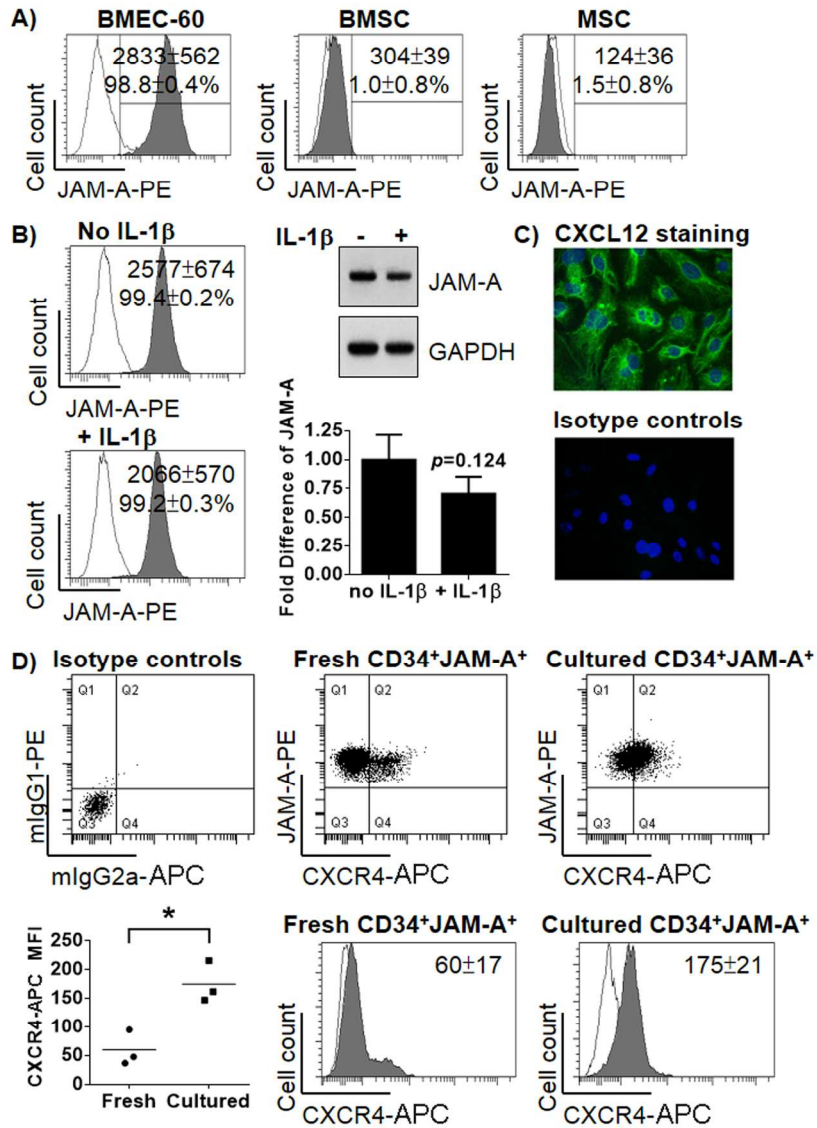 A)
BMEC-60
2833±562
98.8±0.4%
Cell count
JAM-A-PE
BMSC
304±39
1.0±0.8%
Cell count
JAM-A-PE
MSC
124±36
1.5±0.8%
Cell count
JAM-A-PE
B)
No IL-1β
2577±674
99.4±0.2%
Cell count
JAM-A-PE
+ IL-1β
2066±570
99.2±0.3%
Cell count
JAM-A-PE
IL-1β - +
JAM-A
GAPDH
Fold Difference of JAM-A
1.25
1.00
0.75
0.50
0.25
0.00
p=0.124
no IL-1β + IL-1β
C)
CXCL12 staining
Isotype controls
D)
Isotype controls
Q1 Q2
Q3 Q4
mIgG1-PE
mIgG2a-APC
Fresh CD34+JAM-A+
Q1 Q2
Q3 Q4
JAM-A-PE
CXCR4-APC
Cultured CD34+JAM-A+
Q1 Q2
Q3 Q4
JAM-A-PE
CXCR4-APC
CXCR4-APC MFI
250
200
150
100
50
0
*
Fresh Cultured
Fresh CD34+JAM-A+
60±17
Cell count
CXCR4-APC
Cultured CD34+JAM-A+
175±21
Cell count
CXCR4-APC